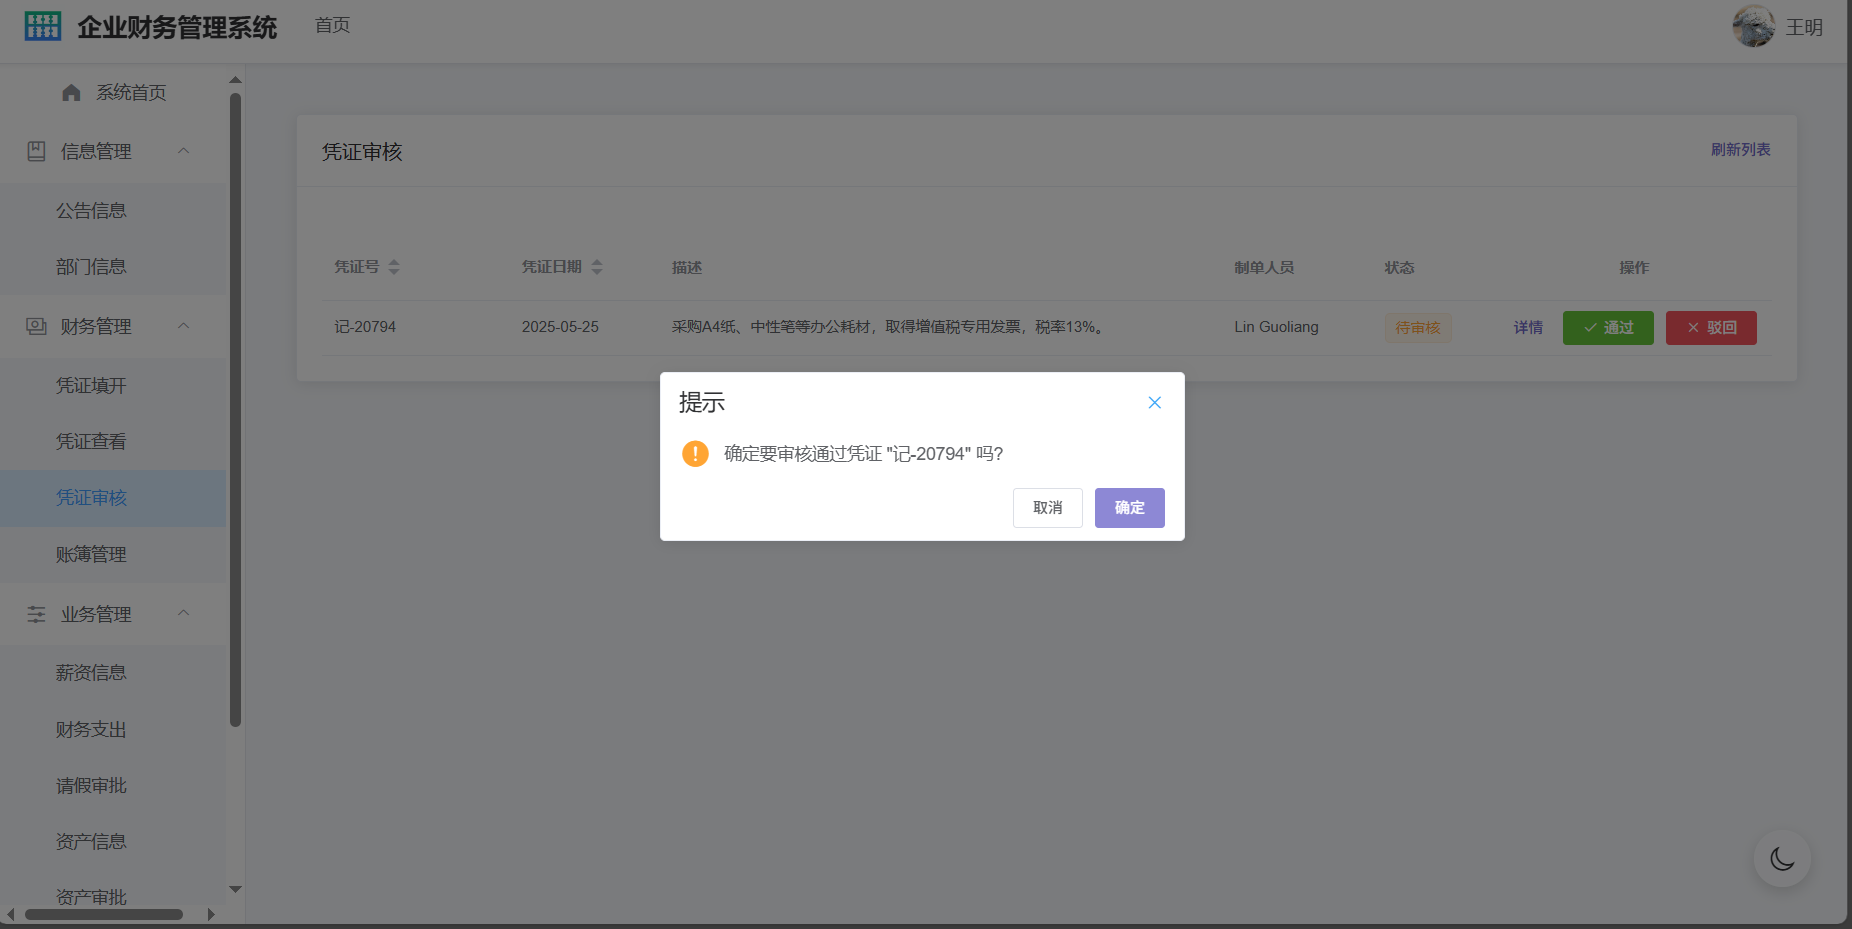 企业财务管理系统
首页
王明
系统首页
信息管理
公告信息
部门信息
财务管理
凭证填开
凭证查看
凭证审核
账簿管理
业务管理
薪资信息
财务支出
请假审批
资产信息
资产审批
凭证审核
刷新列表
凭证号 凭证日期 描述 制单人员 状态 操作
记-20794 2025-05-25 采购A4纸、中性笔等办公耗材，取得增值税专用发票，税率13%。 Lin Guoliang 待审核 详情 通过 驳回
提示
确定要审核通过凭证 "记-20794" 吗?
取消 确定